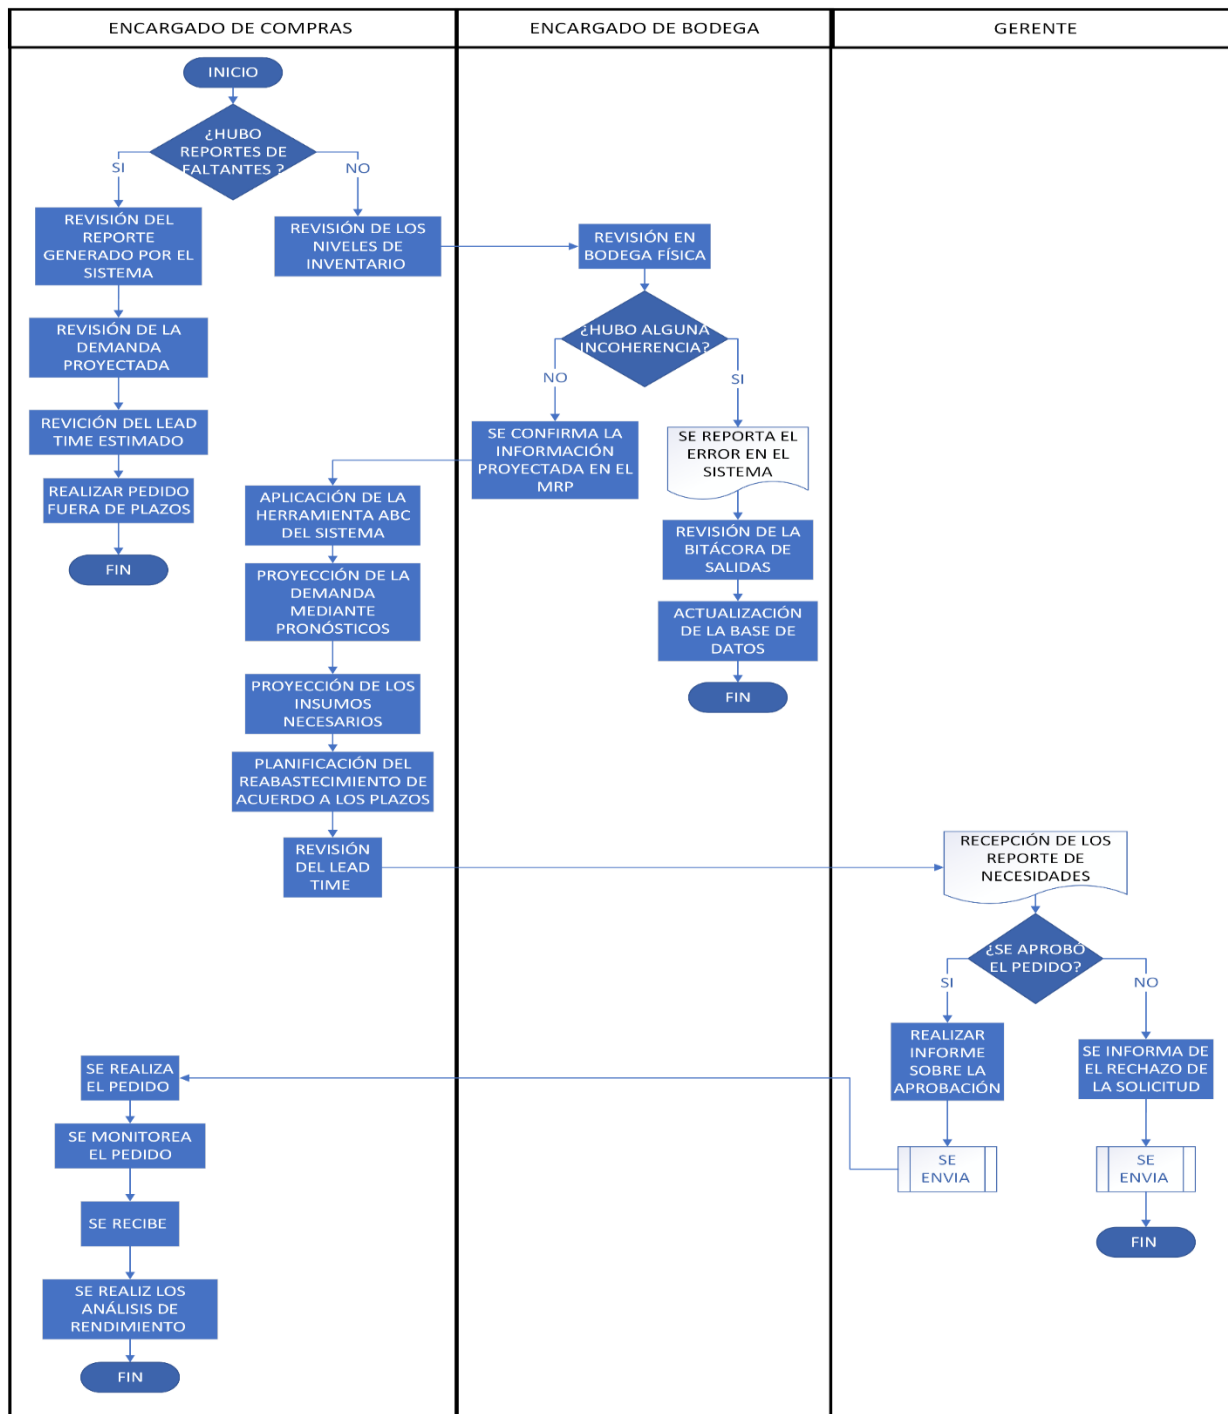 ENCARGADO DE COMPRAS
ENCARGADO DE BODEGA
GERENTE
INICIO
¿HUBO
REPORTES DE
FALTANTES ?
SI
NO
REVISIÓN DEL
REPORTE
GENERADO POR EL
SISTEMA
REVISIÓN DE LOS
NIVELES DE
INVENTARIO
REVISIÓN EN
BODEGA FÍSICA
REVISIÓN DE LA
DEMANDA
PROYECTADA
¿HUBO ALGUNA
INCOHERENCIA?
NO
SI
REVICIÓN DEL LEAD
TIME ESTIMADO
SE CONFIRMA LA
INFORMACIÓN
PROYECTADA EN EL
MRP
SE REPORTA EL
ERROR EN EL
SISTEMA
REALIZAR PEDIDO
FUERA DE PLAZOS
FIN
APLICACIÓN DE LA
HERRAMIENTA ABC
DEL SISTEMA
REVISIÓN DE LA
BITÁCORA DE
SALIDAS
PROYECCIÓN DE LA
DEMANDA
MEDIANTE
PRONÓSTICOS
ACTUALIZACIÓN
DE LA BASE DE
DATOS
FIN
PROYECCIÓN DE LOS
INSUMOS
NECESARIOS
PLANIFICACIÓN DEL
REABASTECIMIENTO DE
ACUERDO A LOS PLAZOS
REVISIÓN
DEL LEAD
TIME
RECEPCIÓN DE LOS
REPORTE DE
NECESIDADES
¿SE APROBÓ
EL PEDIDO?
SI
NO
REALIZAR
INFORME
SOBRE LA
APROBACIÓN
SE INFORMA DE
EL RECHAZO DE
LA SOLICITUD
SE REALIZA
EL PEDIDO
SE MONITOREA
EL PEDIDO
SE
ENVIA
SE
ENVIA
SE RECIBE
FIN
SE REALIZ LOS
ANÁLISIS DE
RENDIMIENTO
FIN